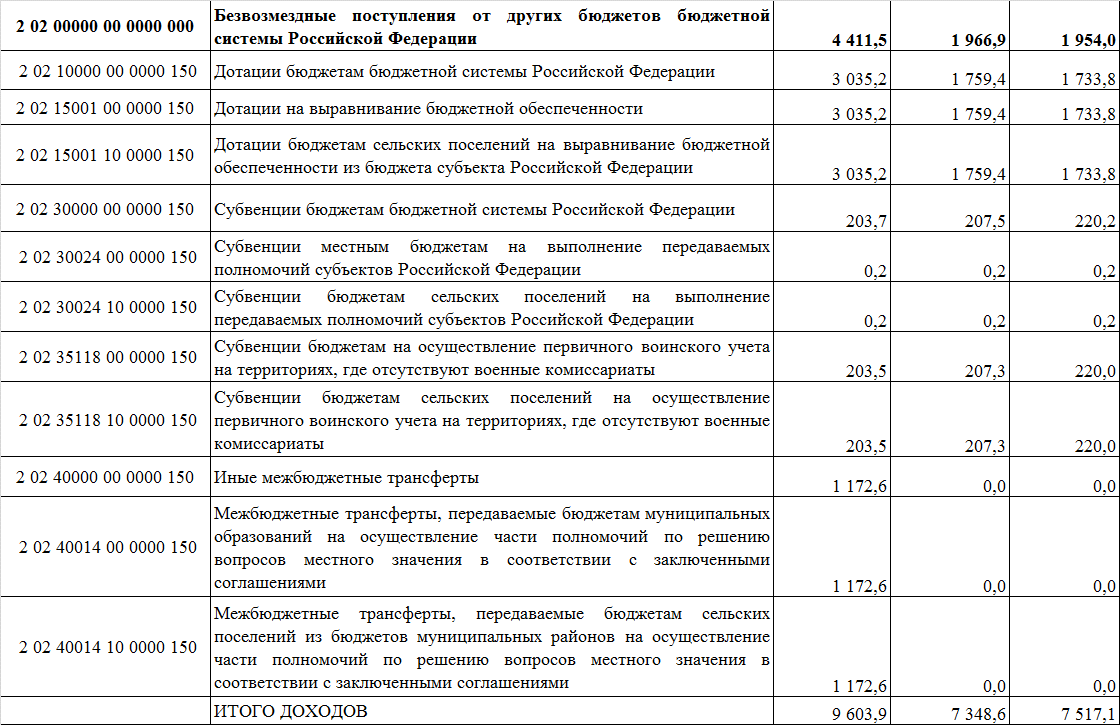 2 02 00000 00 0000 000 Безвозмездные поступления от других бюджетов бюджетной
системы Российской Федерации 4 411,5 1 966,9 1 954,0
2 02 10000 00 0000 150 Дотации бюджетам бюджетной системы Российской Федерации 3 035,2 1 759,4 1 733,8
2 02 15001 00 0000 150 Дотации на выравнивание бюджетной обеспеченности 3 035,2 1 759,4 1 733,8
2 02 15001 10 0000 150 Дотации бюджетам сельских поселений на выравнивание бюджетной
обеспеченности из бюджета субъекта Российской Федерации 3 035,2 1 759,4 1 733,8
2 02 30000 00 0000 150 Субвенции бюджетам бюджетной системы Российской Федерации 203,7 207,5 220,2
2 02 30024 00 0000 150 Субвенции местным бюджетам на выполнение передаваемых
полномочий субъектов Российской Федерации 0,2 0,2 0,2
2 02 30024 10 0000 150 Субвенции бюджетам сельских поселений на выполнение
передаваемых полномочий субъектов Российской Федерации 0,2 0,2 0,2
2 02 35118 00 0000 150 Субвенции бюджетам на осуществление первичного воинского учета
на территориях, где отсутствуют военные комиссариаты 203,5 207,3 220,0
2 02 35118 10 0000 150 Субвенции бюджетам сельских поселений на осуществление
первичного воинского учета на территориях, где отсутствуют военные
комиссариаты 203,5 207,3 220,0
2 02 40000 00 0000 150 Иные межбюджетные трансферты 1 172,6 0,0 0,0
2 02 40014 00 0000 150 Межбюджетные трансферты, передаваемые бюджетам муниципальных
образований на осуществление части полномочий по решению
вопросов местного значения в соответствии с заключенными
соглашениями 1 172,6 0,0 0,0
2 02 40014 10 0000 150 Межбюджетные трансферты, передаваемые бюджетам сельских
поселений из бюджетов муниципальных районов на осуществление
части полномочий по решению вопросов местного значения в
соответствии с заключенными соглашениями 1 172,6 0,0 0,0
ИТОГО ДОХОДОВ 9 603,9 7 348,6 7 517,1